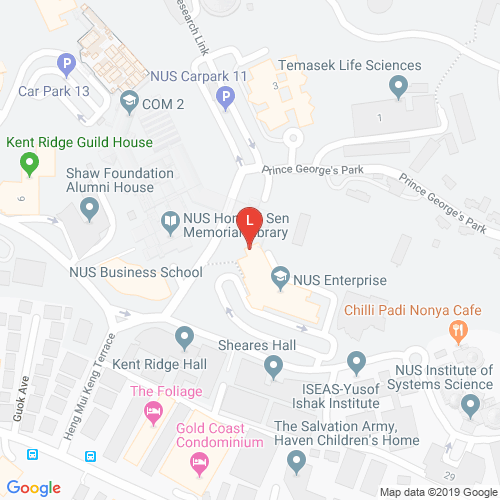 Research Link
NUS Carpark 11
Temasek Life Sciences
Car Park 13
P
P
COM 2
3
1
Kent Ridge Guild House
Prince George's Park
Shaw Foundation
Alumni House
Prince George's Park
6
NUS Hon Sen
Memorial Library
L
NUS Business School
NUS Enterprise
Chilli Padi Nonya Cafe
Heng Mui Keng Terrace
Sheares Hall
Kent Ridge Hall
NUS Institute of
Systems Science
Guok Ave
The Foliage
ISEAS-Yusof
Ishak Institute
Gold Coast
Condominium
The Salvation Army,
Haven Children's Home
29
Google
Map data ©2019 Google